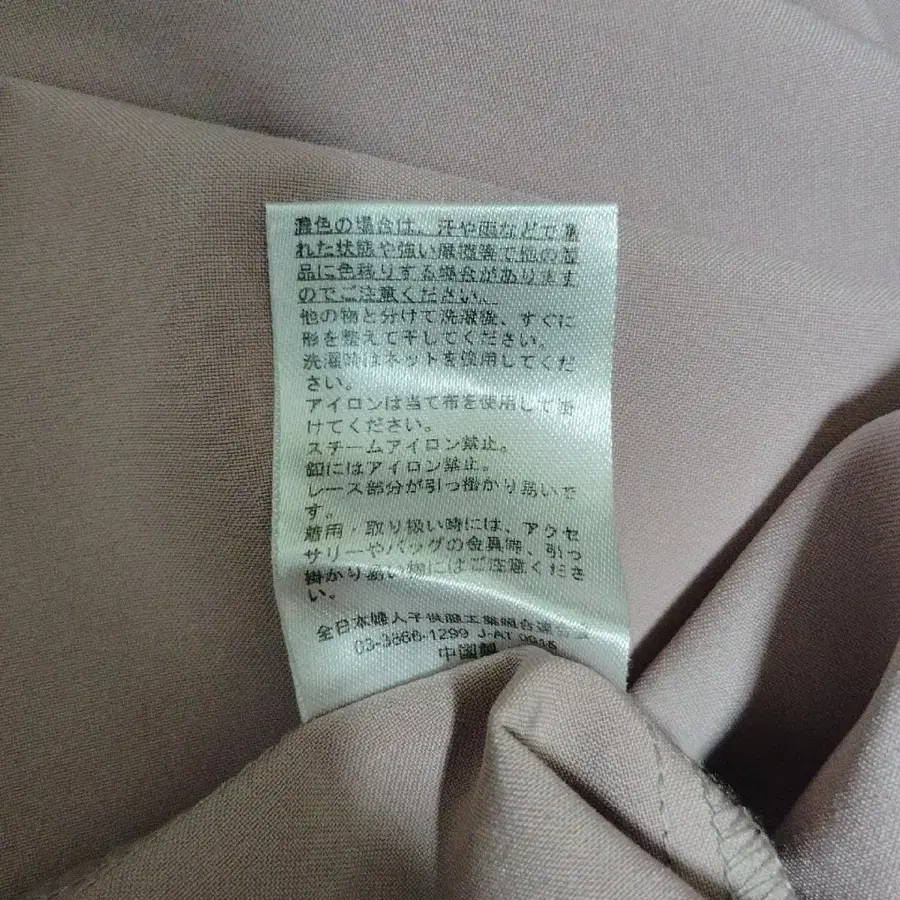 濃色の場合は、汗や雨などで濡
れた状態や強い摩擦等で他の製
品に色移りする場合があります
のでご注意ください。
他の物と分けて洗濯後、すぐに
形を整えて干してください。
洗濯時はネットを使用してくだ
さい。
アイロンは当て布を使用して掛
けてください。
スチームアイロン禁止。
釦にはアイロン禁止。
レース部分が引っ掛かり易いで
す。
着用・取り扱い時には、アクセ
サリーやバッグの金具等、引っ
掛かり易い物にはご注意くださ
い。
全日本婦人子供服工業組合連合会
03-3666-1299 J-AT
中国製